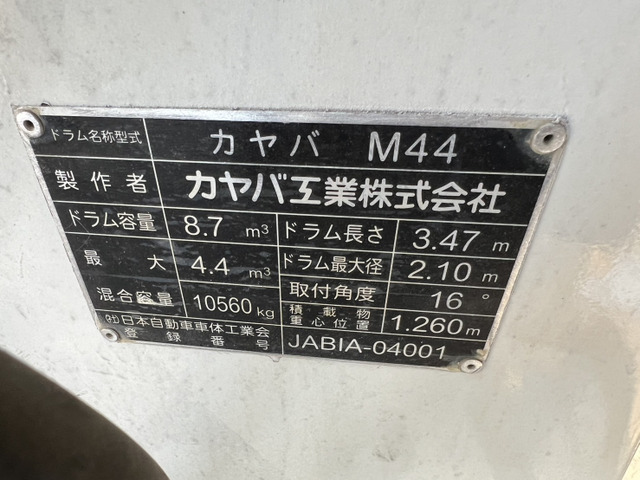 ドラム名称型式 カヤバ M44
製作者 カヤバ工業株式会社
ドラム容量 8.7 m³ ドラム長さ 3.47 m
最大 4.4 m³ ドラム最大径 2.10 m
混合容量 10560 kg 取付角度 16°
積載物重心位置 1.260 m
㈳日本自動車車体工業会
登録番号 JABIA-04001